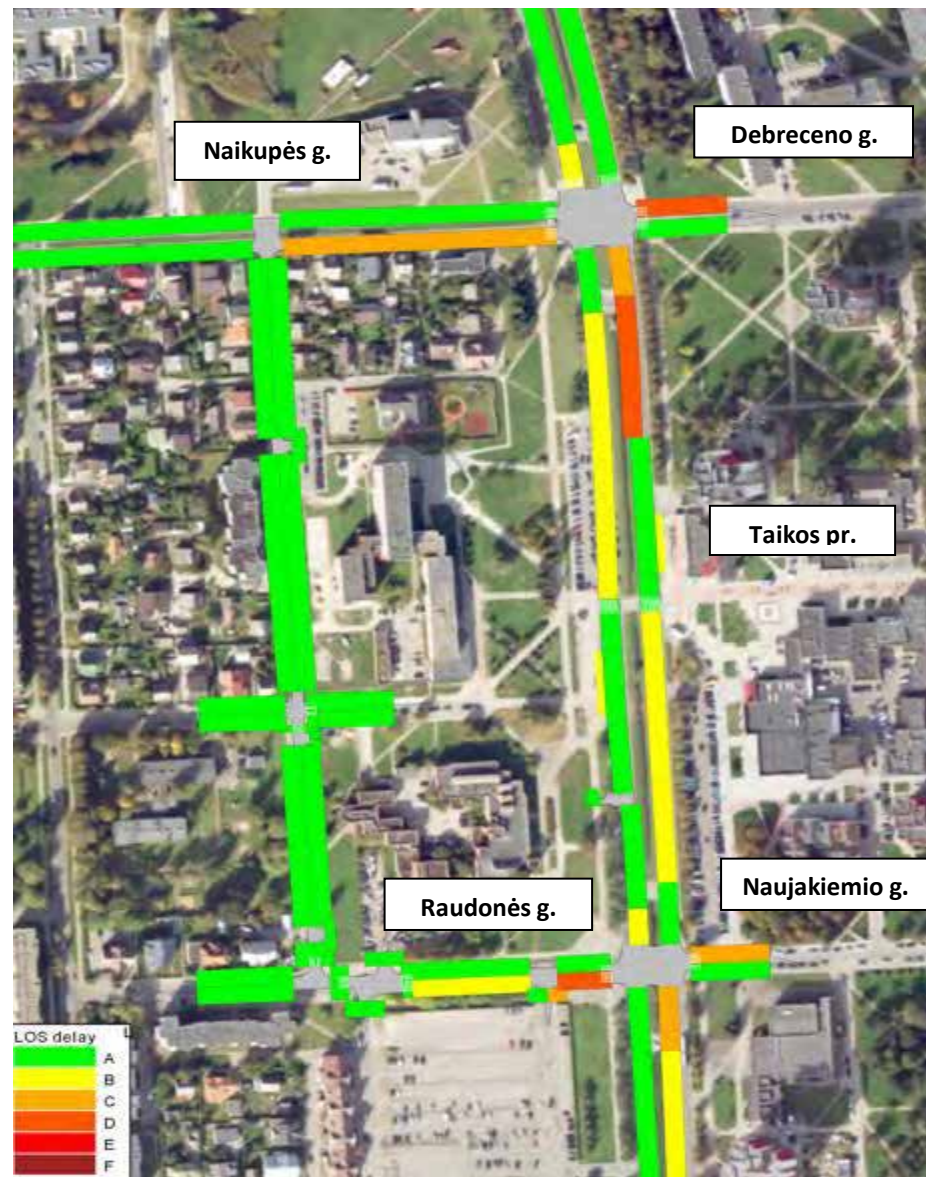 Naikupės g.
Debreceno g.
Taikos pr.
Naujakiemio g.
Raudonės g.
LOS delay
A
B
C
D
E
F